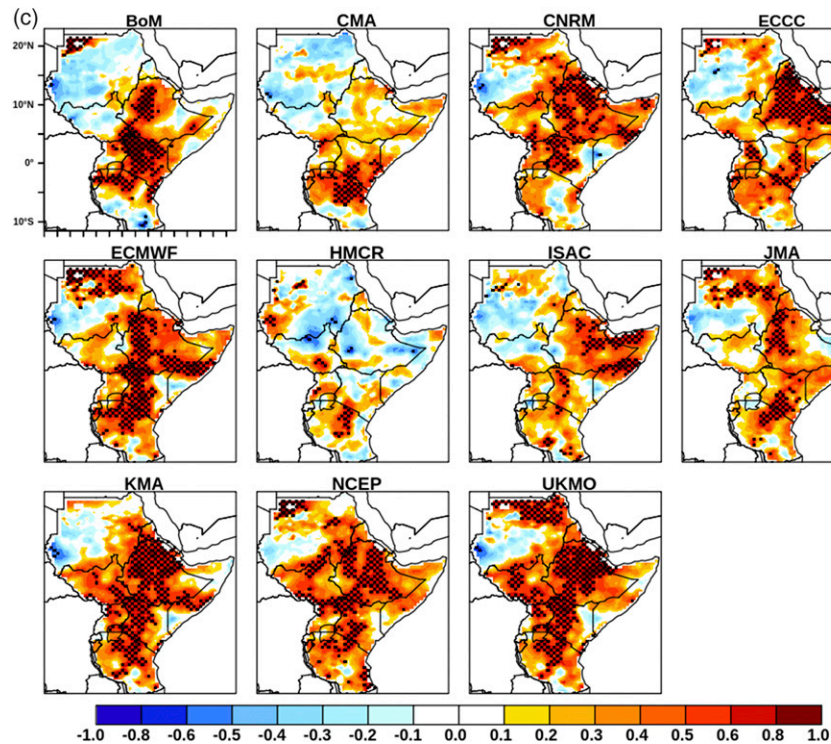 (c)
BoM CMA CNRM ECCC
20°N
10°N
0°
10°S
ECMWF HMCR ISAC JMA
KMA NCEP UKMO
-1.0 -0.8 -0.6 -0.5 -0.4 -0.2 -0.1 0.0 0.1 0.2 0.3 0.4 0.5 0.6 0.8 1.0